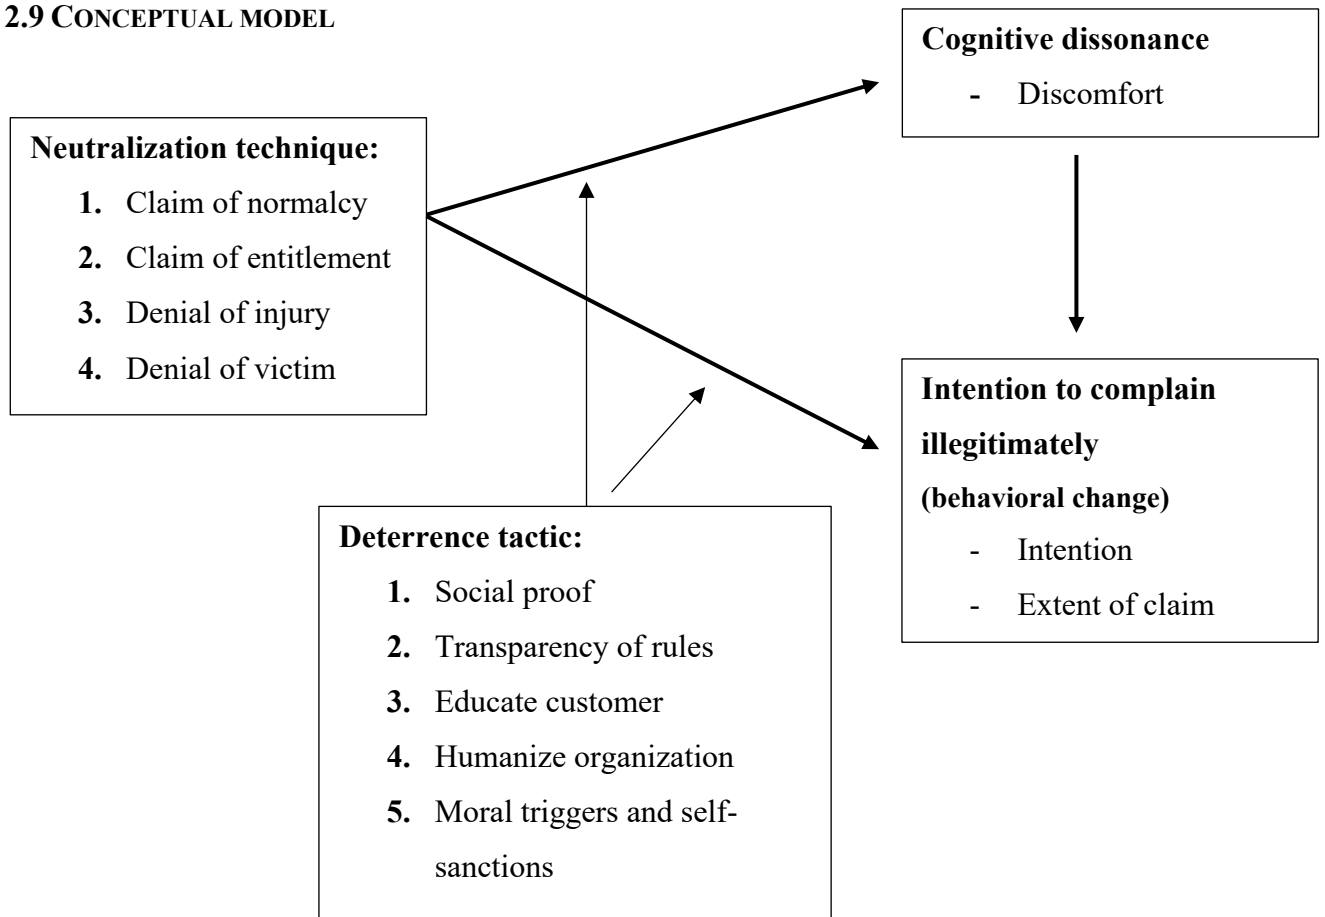 2.9 CONCEPTUAL MODEL
Cognitive dissonance
- Discomfort
Neutralization technique:
1. Claim of normalcy
2. Claim of entitlement
3. Denial of injury
4. Denial of victim
Intention to complain
illegitimately
(behavioral change)
- Intention
- Extent of claim
Deterrence tactic:
1. Social proof
2. Transparency of rules
3. Educate customer
4. Humanize organization
5. Moral triggers and self-
sanctions